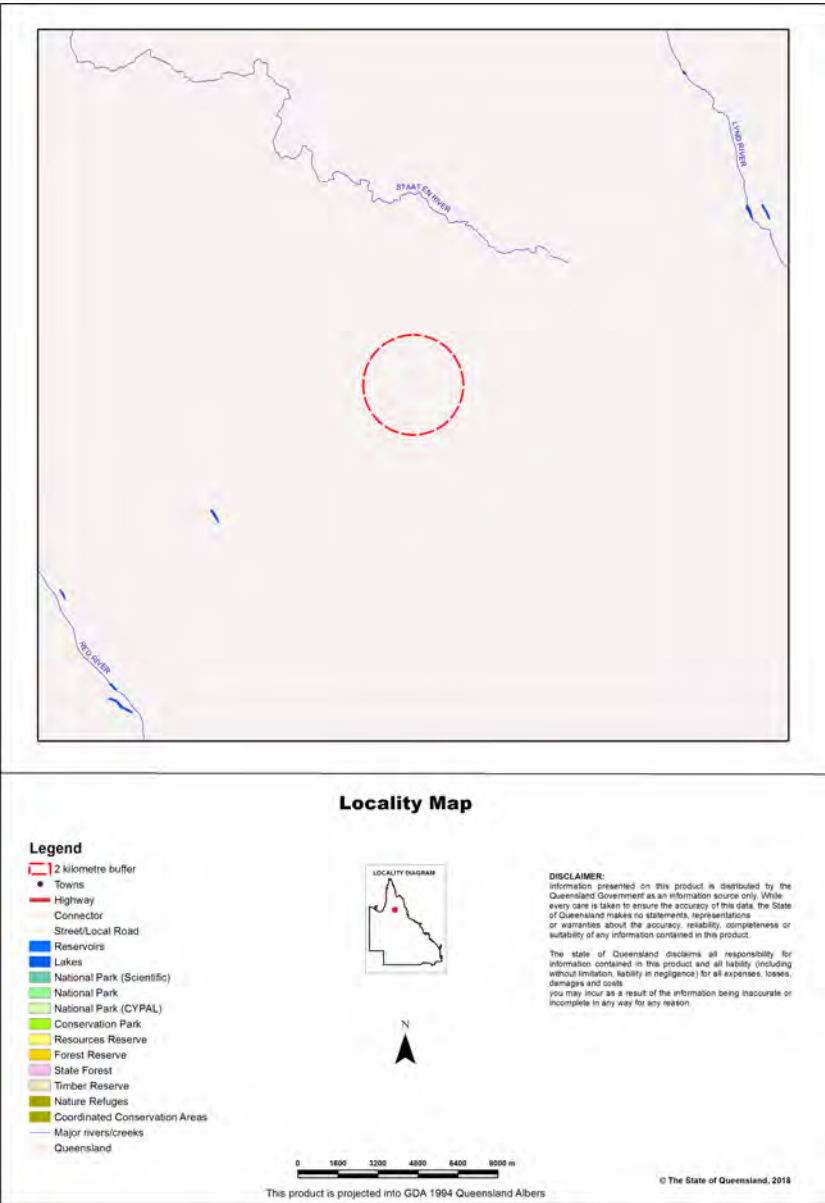 LYND RIVER
STAATEN RIVER
RED RIVER
Locality Map
Legend
2 kilometre buffer
Towns
Highway
Connector
Street/Local Road
Reservoirs
Lakes
National Park (Scientific)
National Park
National Park (CYPAL)
Conservation Park
Resources Reserve
Forest Reserve
State Forest
Timber Reserve
Nature Refuges
Coordinated Conservation Areas
Major rivers/creeks
Queensland
LOCALITY DIAGRAM
N
0 1600 3200 4800 6400 8000 m
This product is projected into GDA 1994 Queensland Albers
DISCLAIMER:
Information presented on this product is distributed by the
Queensland Government as an information source only. While
every care is taken to ensure the accuracy of this data, the State
of Queensland makes no statements, representations
or warranties about the accuracy, reliability, completeness or
suitability of any information contained in this product.
The state of Queensland disclaims all responsibility for
information contained in this product and all liability (including
without limitation, liability in negligence) for all expenses, losses,
damages and costs
you may incur as a result of the information being inaccurate or
incomplete in any way for any reason.
© The State of Queensland, 2018